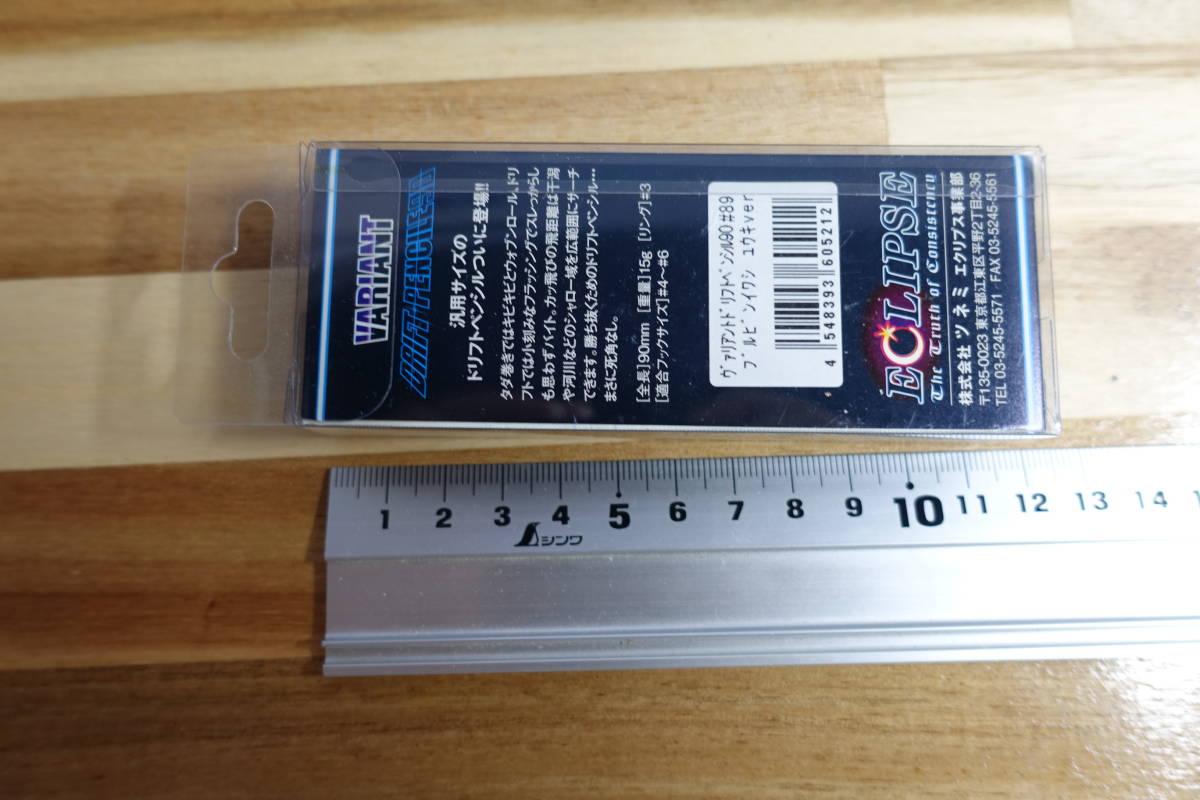 VARIANT
DRIFT PENCIL 90
汎用サイズの
ドリフトペンシルついに登場!!
タダ巻きではキビキビとウォブンロール、ドリ
フトでは小刻みなフラッシングでスレっからし
も思わずバイト。カッ飛びの飛距離は干潟
や河川などのシャロー域を広範囲にサーチ
できます。勝ち抜くためのドリフトペンシル…
まさに死角なし。
[全長]90mm [重量]15g [リング]#3
[適合フックサイズ]#4～#6
ヴァリアントドリフトペンシル90#89
ブルピンイワシ ユウキver
4 548393 605212
ECLIPSE
The Truth of Consistency
株式会社 ツネミ エクリプス事業部
〒135-0023 東京都江東区平野2丁目2-36
TEL 03-5245-5571 FAX 03-5245-5561
1 2 3 4 5 6 7 8 9 10 11 12 13 14
シンワ